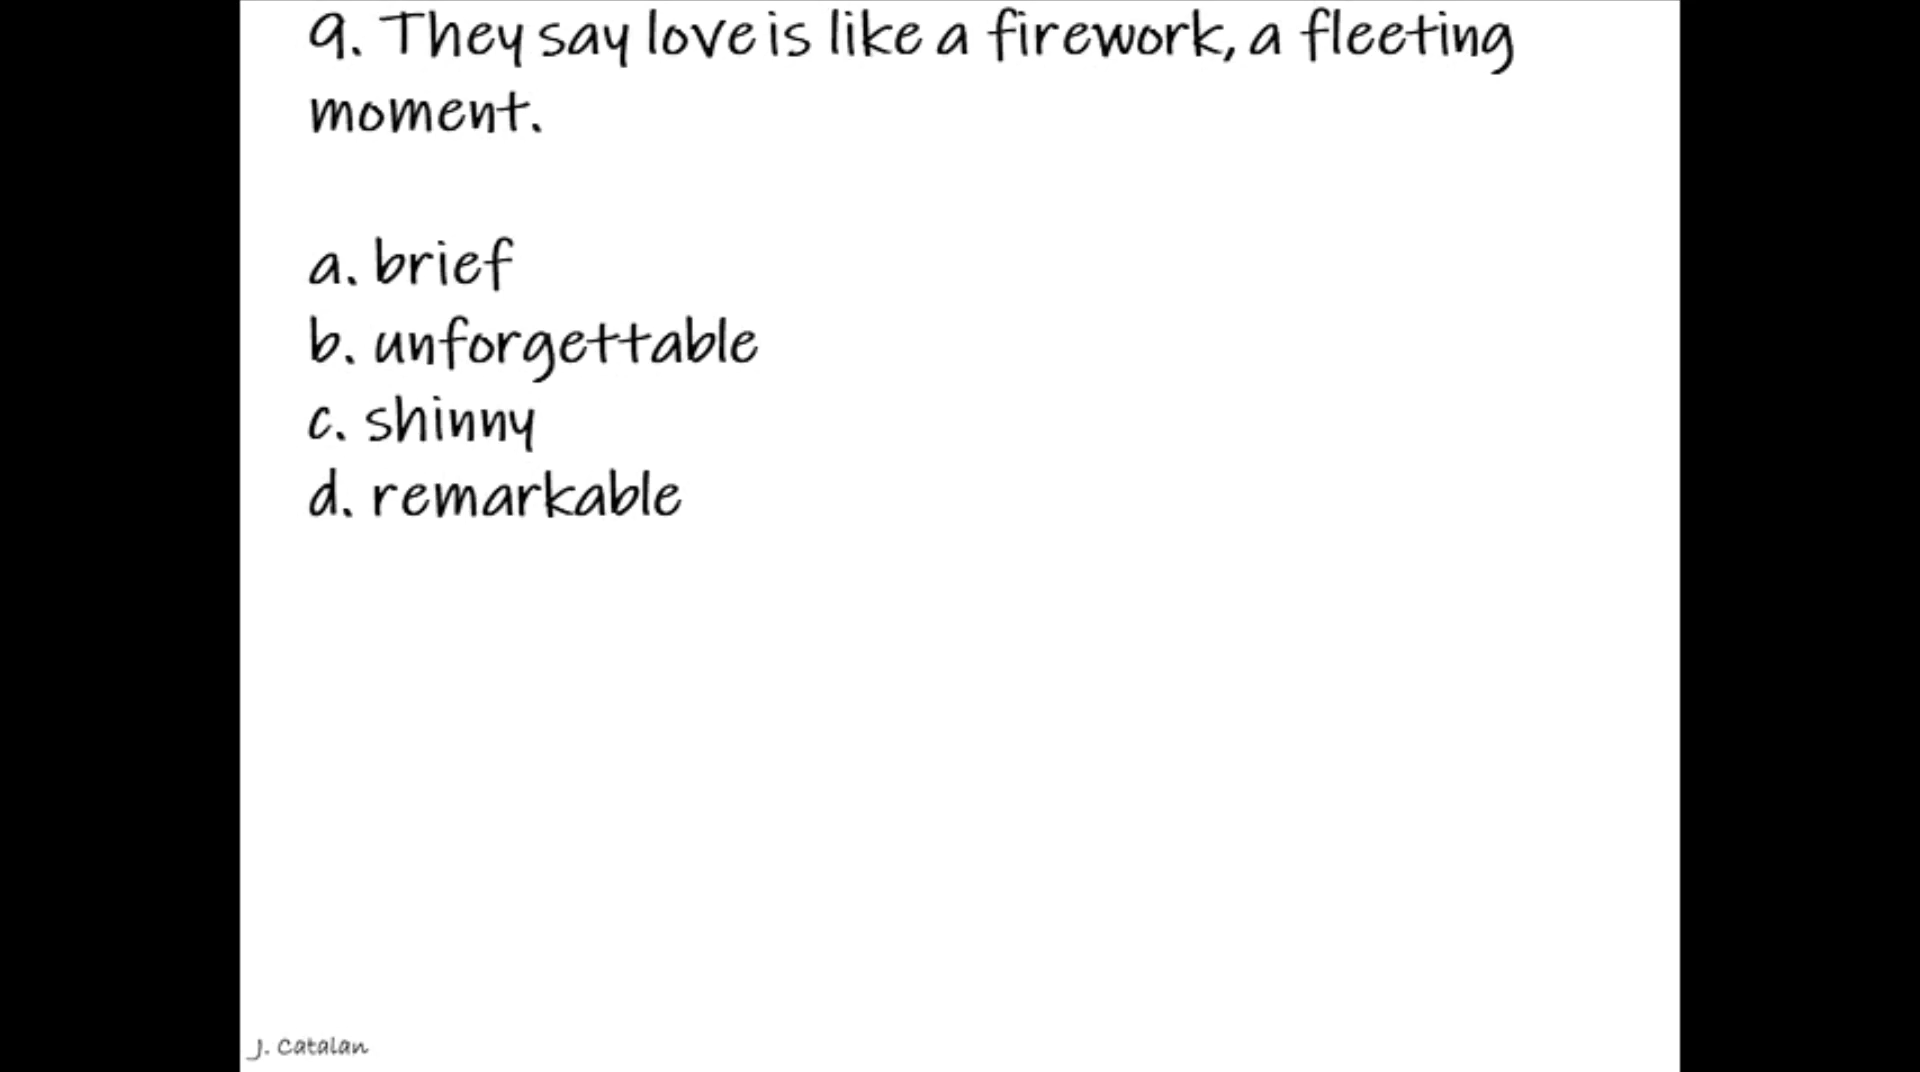 9. They say love is like a firework, a fleeting
moment.
a. brief
b. unforgettable
c. shinny
d. remarkable
J. Catalan